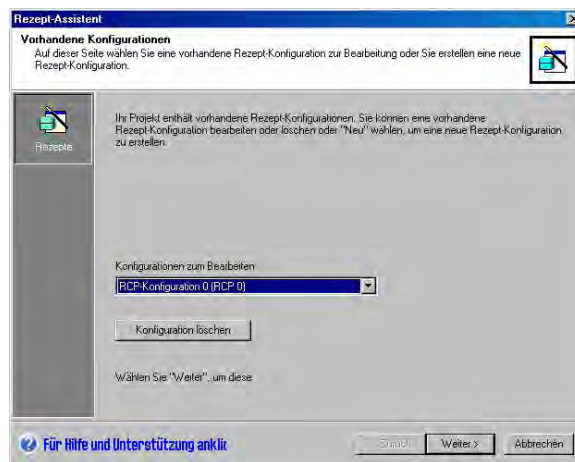 Rezept-Assistent
Vorhandene Konfigurationen
Auf dieser Seite wählen Sie eine vorhandene Rezept-Konfiguration zur Bearbeitung oder Sie erstellen eine neue
Rezept-Konfiguration.
Rezepte
Ihr Projekt enthält vorhandene Rezept-Konfigurationen. Sie können eine vorhandene
Rezept-Konfiguration bearbeiten oder löschen oder "Neu" wählen, um eine neue Rezept-Konfiguration
zu erstellen.
Konfigurationen zum Bearbeiten
RCP-Konfiguration 0 (RCP 0)
Konfiguration löschen
Wählen Sie "Weiter", um diese
Für Hilfe und Unterstützung anklic
Zurück
Weiter >
Abbrechen